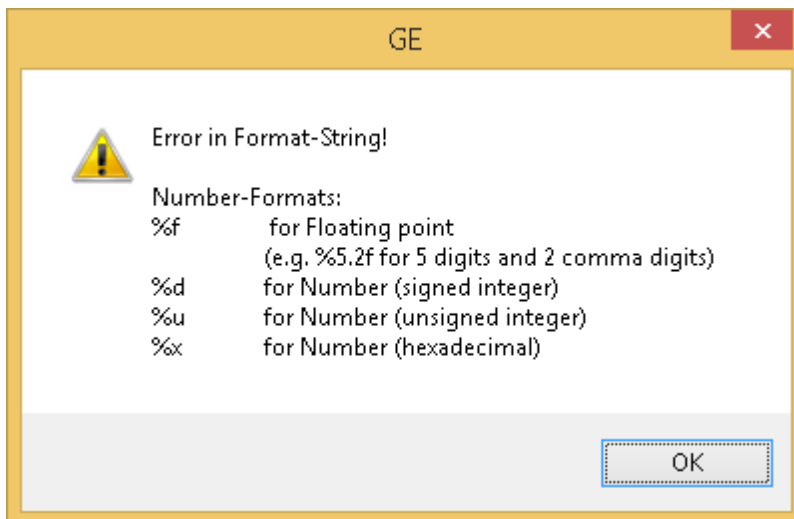 GE
Error in Format-String!
Number-Formats:
%f for Floating point
(e.g. %5.2f for 5 digits and 2 comma digits)
%d for Number (signed integer)
%u for Number (unsigned integer)
%x for Number (hexadecimal)
OK